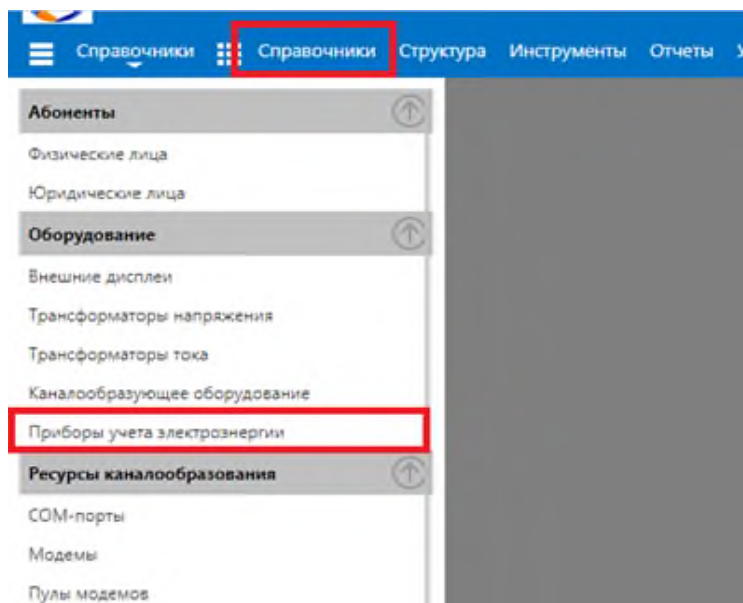 Справочники Справочники Структура Инструменты Отчеты У
Абоненты
Физические лица
Юридические лица
Оборудование
Внешние дисплеи
Трансформаторы напряжения
Трансформаторы тока
Каналообразующее оборудование
Приборы учета электроэнергии
Ресурсы каналообразования
COM-порты
Модемы
Пулы модемов